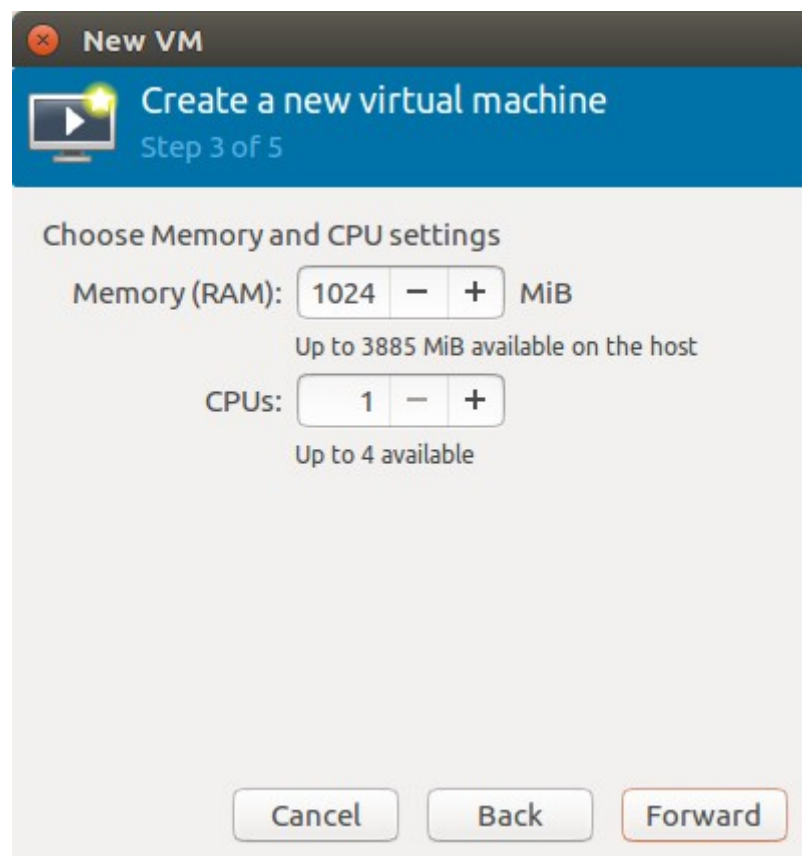 New VM
Create a new virtual machine
Step 3 of 5
Choose Memory and CPU settings
Memory (RAM): 1024 − + MiB
Up to 3885 MiB available on the host
CPUs: 1 − +
Up to 4 available
Cancel Back Forward